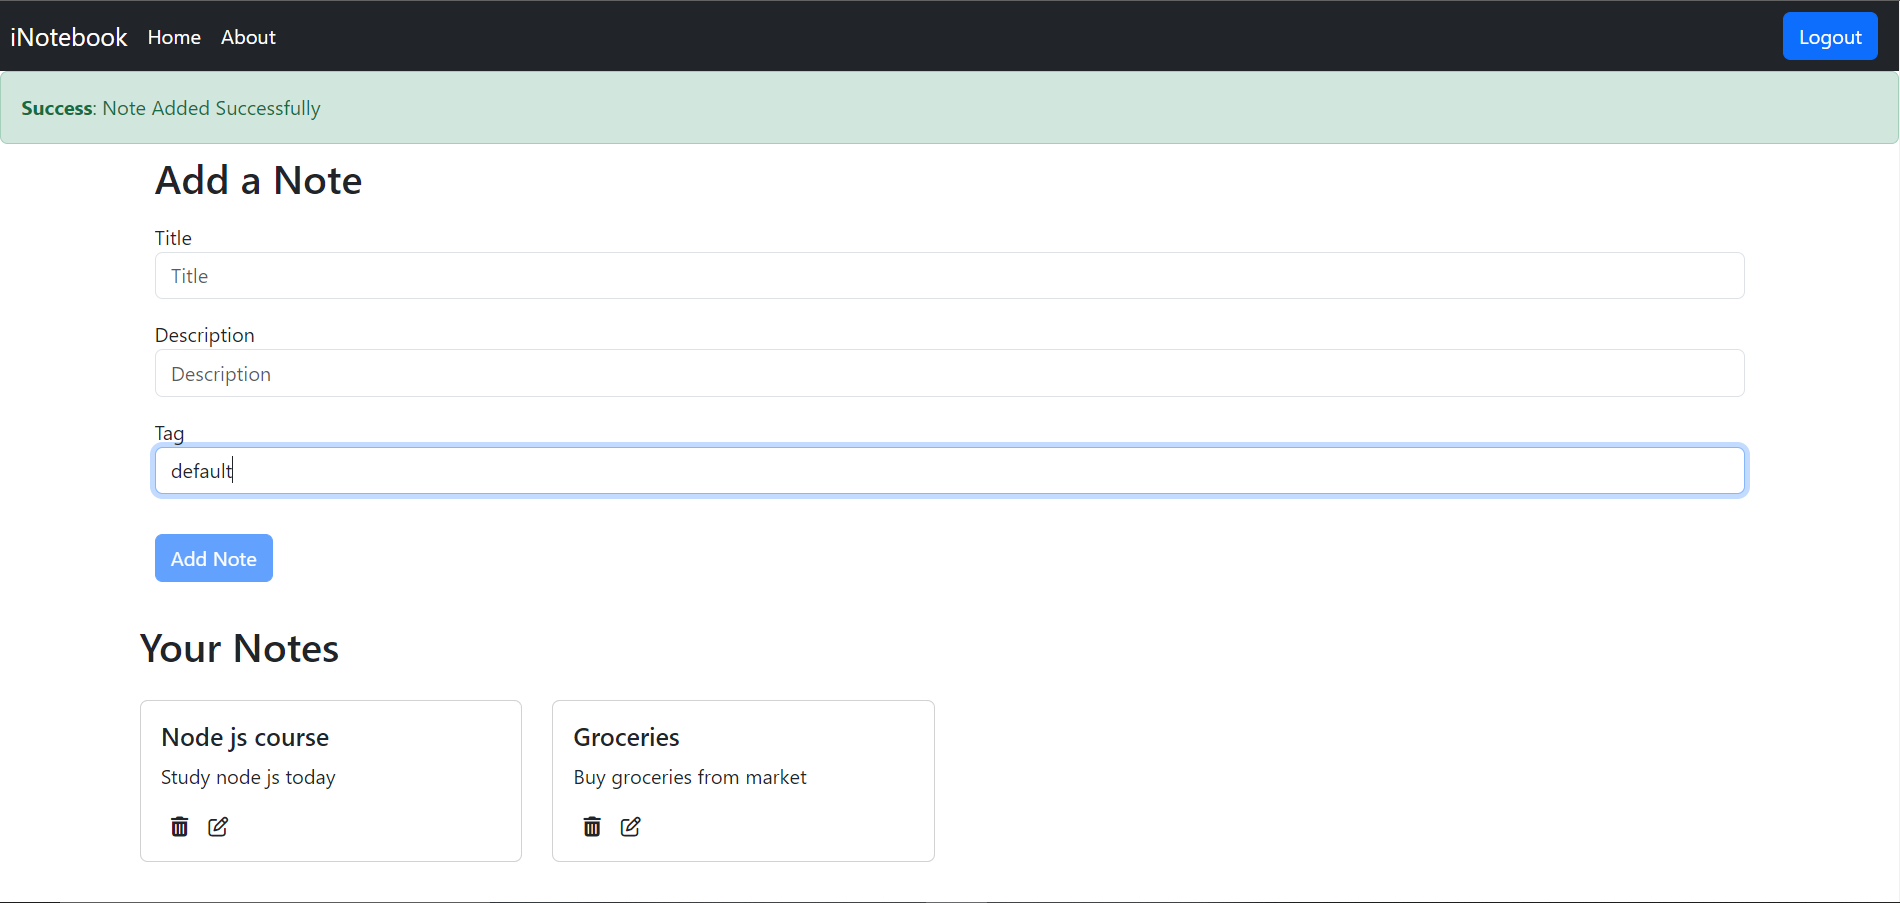 iNotebook Home About Logout
Success: Note Added Successfully
Add a Note
Title
Title
Description
Description
Tag
default
Add Note
Your Notes
Node js course
Study node js today
Groceries
Buy groceries from market